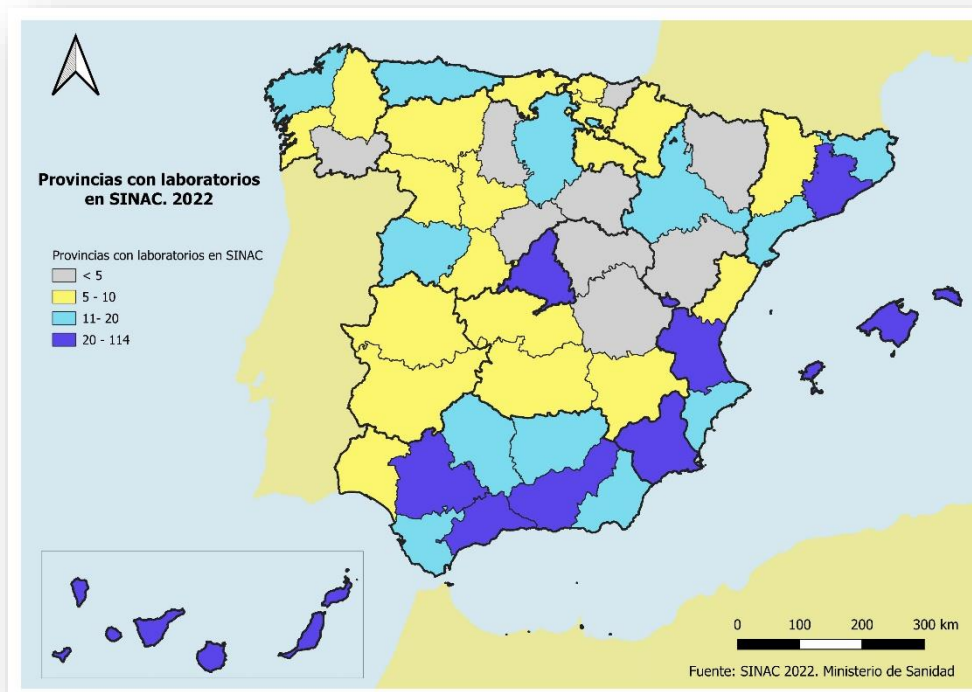 Provincias con laboratorios
en SINAC. 2022
Provincias con laboratorios en SINAC
< 5
5 - 10
11- 20
20 - 114
0 100 200 300 km
Fuente: SINAC 2022. Ministerio de Sanidad